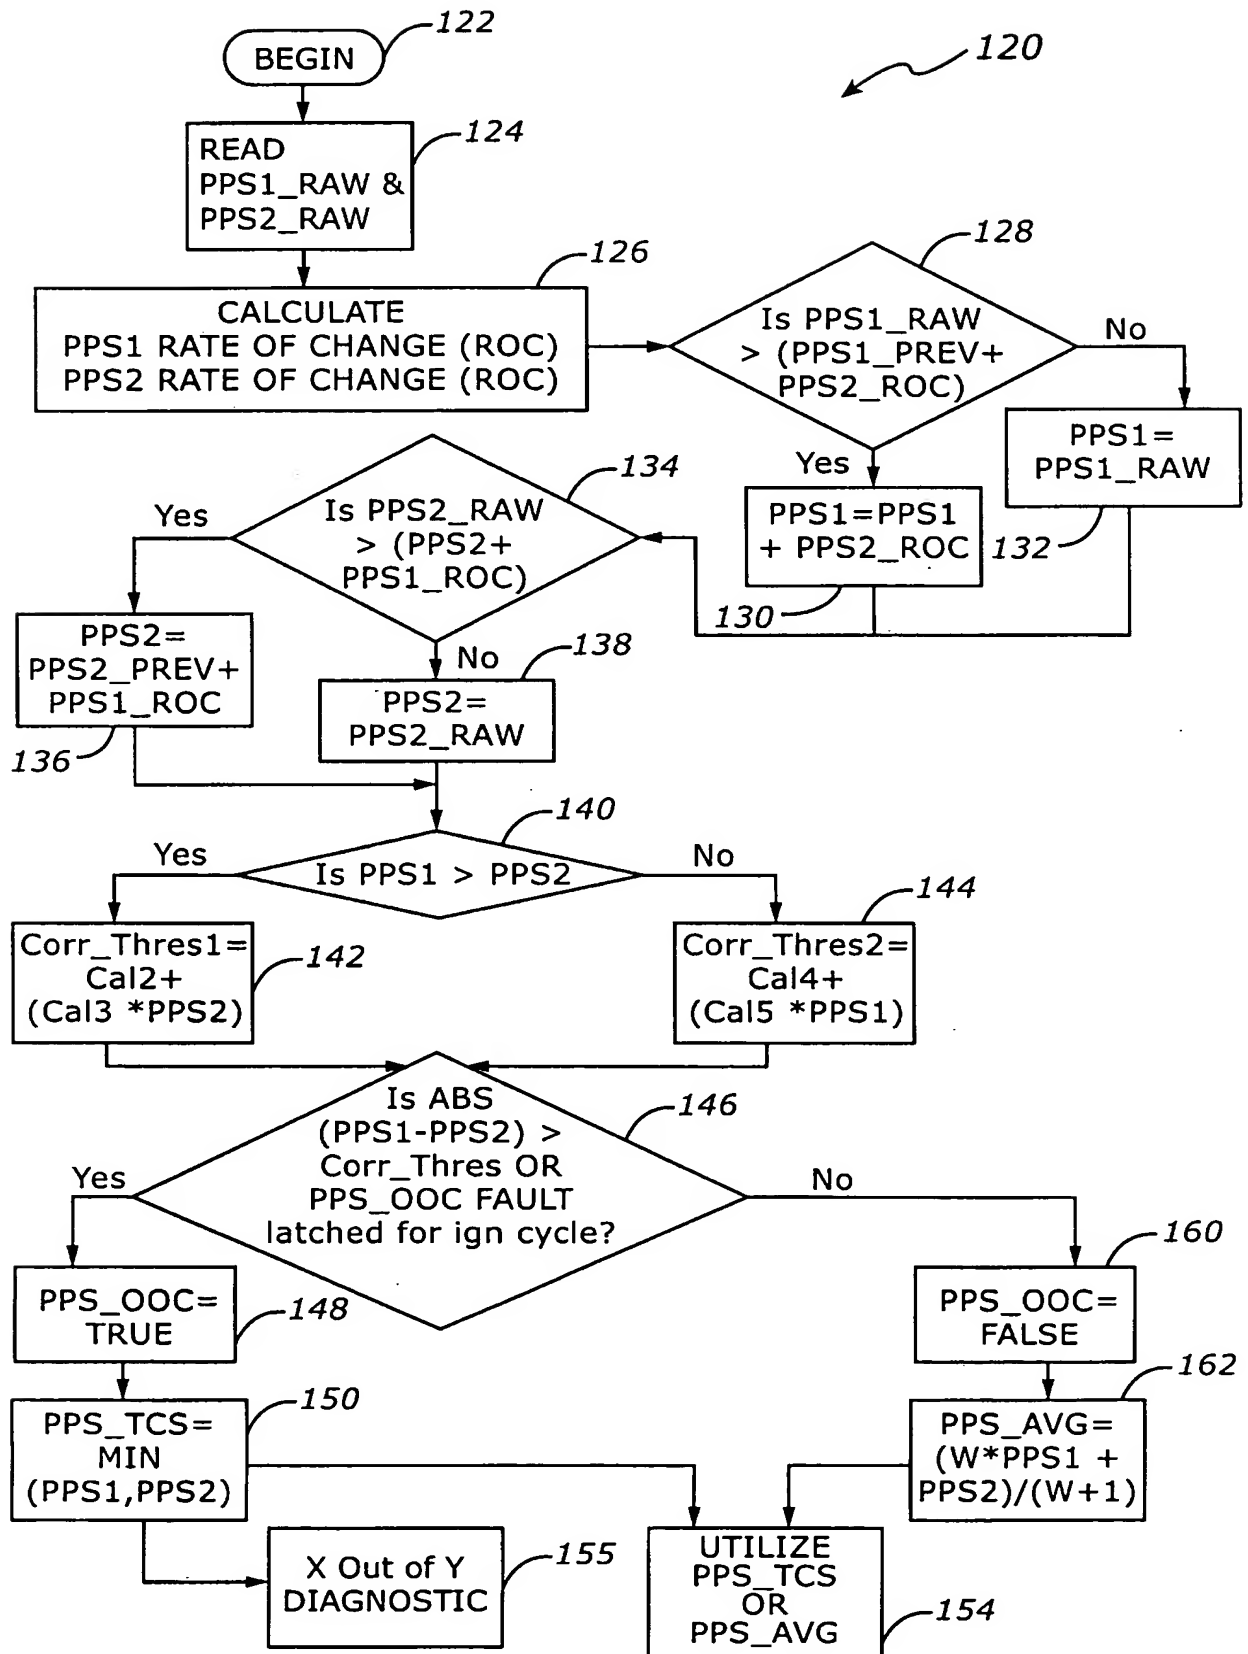 122
BEGIN
120
124
READ
PPS1_RAW &
PPS2_RAW
126
CALCULATE
PPS1 RATE OF CHANGE (ROC)
PPS2 RATE OF CHANGE (ROC)
128
Is PPS1_RAW
> (PPS1_PREV+
PPS2_ROC)
No
Yes
PPS1=
PPS1_RAW
132
PPS1=PPS1
+ PPS2_ROC
130
134
Is PPS2_RAW
> (PPS2+
PPS1_ROC)
Yes
No
PPS2=
PPS2_PREV+
PPS1_ROC
136
138
PPS2=
PPS2_RAW
140
Is PPS1 > PPS2
Yes
No
Corr_Thres1=
Cal2+
(Cal3 *PPS2)
142
144
Corr_Thres2=
Cal4+
(Cal5 *PPS1)
146
Is ABS
(PPS1-PPS2) >
Corr_Thres OR
PPS_OOC FAULT
latched for ign cycle?
Yes
No
PPS_OOC=
TRUE
148
160
PPS_OOC=
FALSE
150
PPS_TCS=
MIN
(PPS1,PPS2)
162
PPS_AVG=
(W*PPS1 +
PPS2)/(W+1)
X Out of Y
DIAGNOSTIC
155
UTILIZE
PPS_TCS
OR
PPS_AVG
154